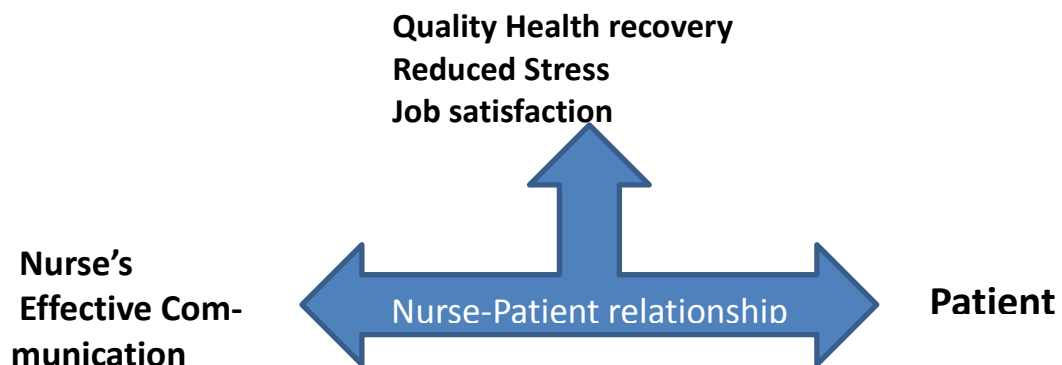 Quality Health recovery
Reduced Stress
Job satisfaction
Nurse’s
Effective Com-
munication
Nurse-Patient relationship
Patient